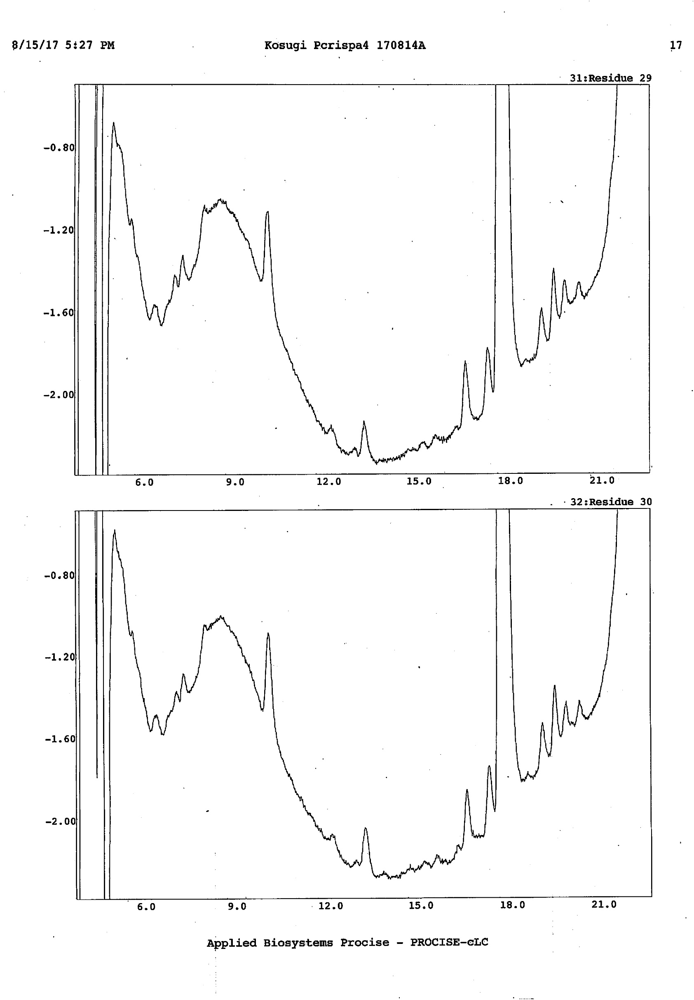 8/15/17 5:27 PM Kosugi Pcrispa4 170814A 17
31:Residue 29
-0.80
-1.20
-1.60
-2.00
6.0 9.0 12.0 15.0 18.0 21.0
32:Residue 30
-0.80
-1.20
-1.60
-2.00
6.0 9.0 12.0 15.0 18.0 21.0
Applied Biosystems Procise - PROCISE-cLC